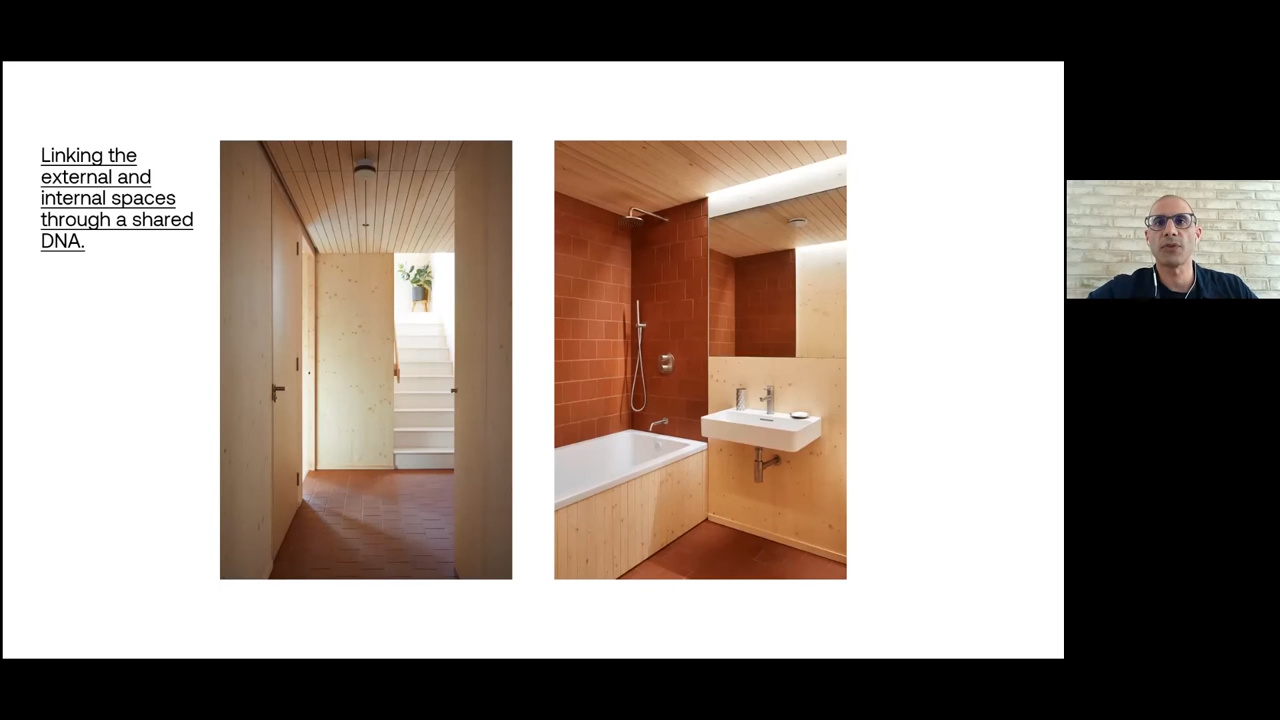 Linking the
external and
internal spaces
through a shared
DNA.